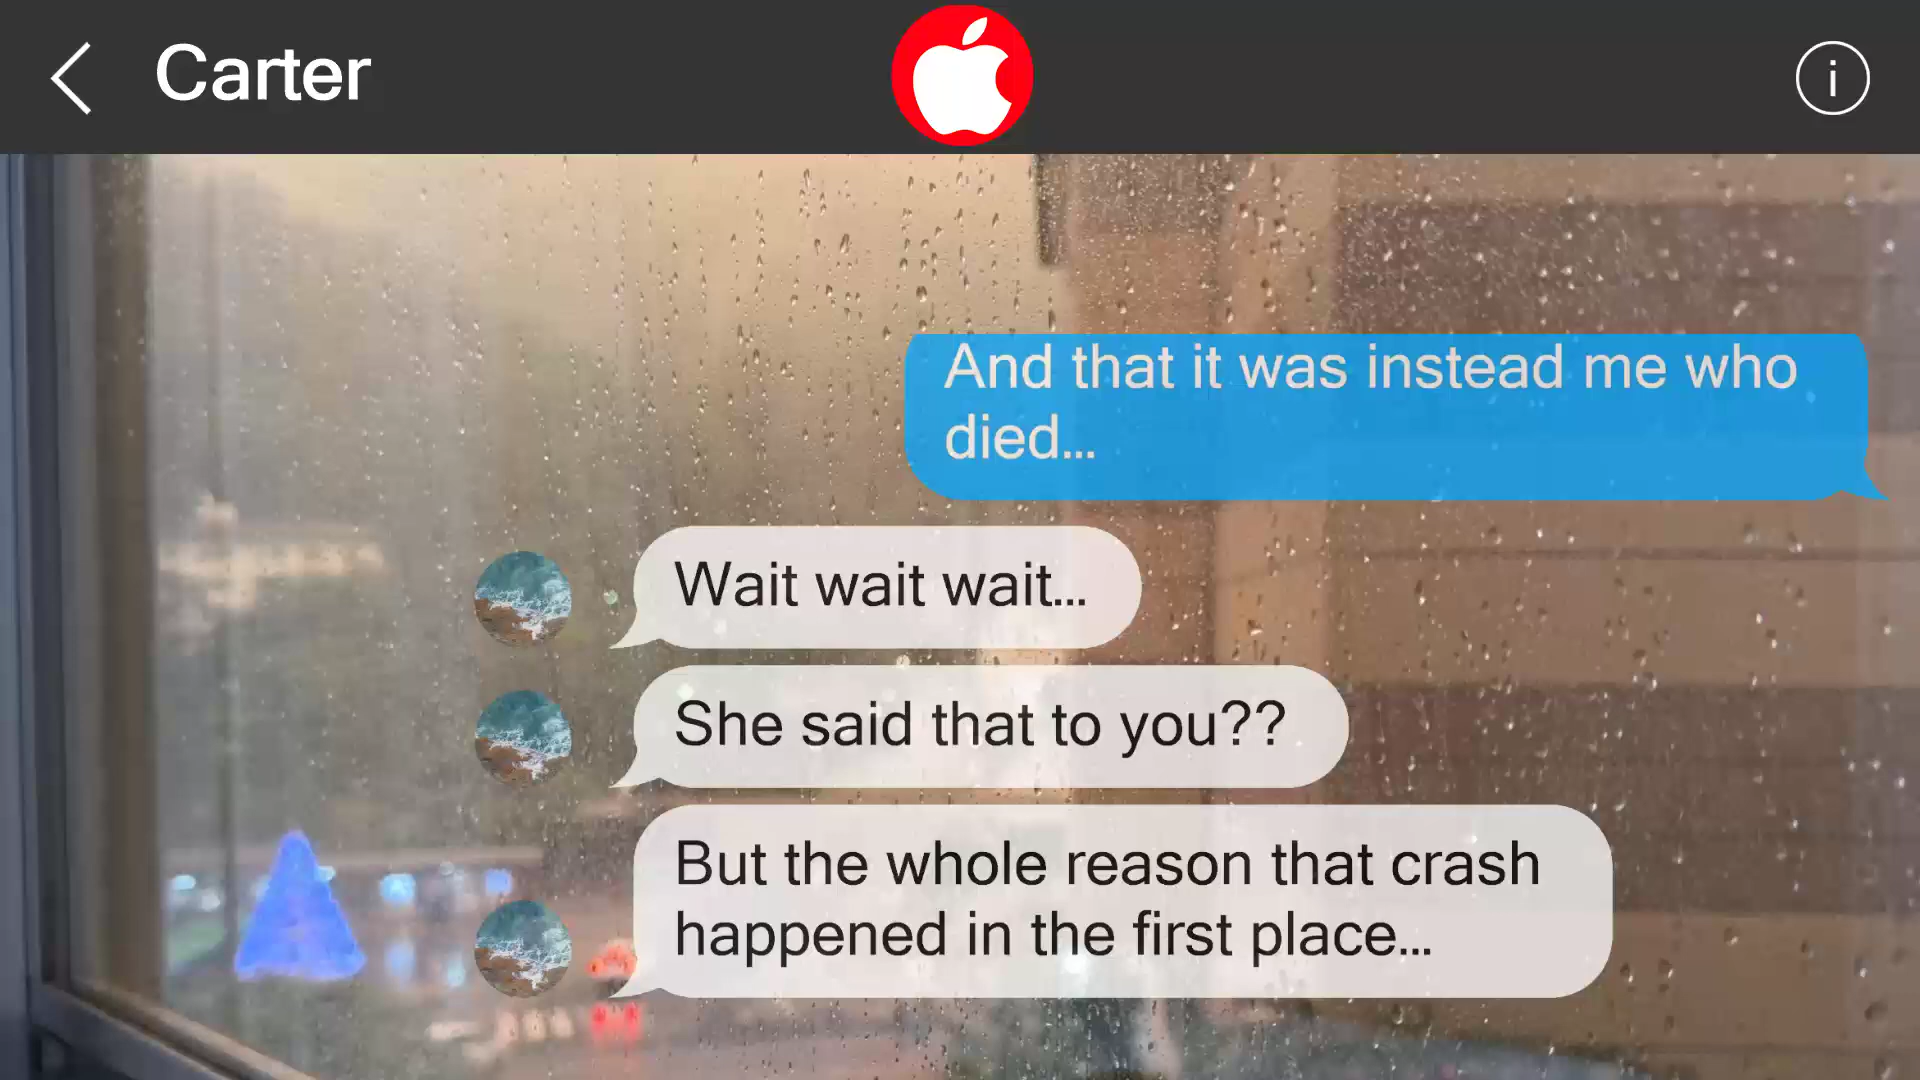 Carter
i
And that it was instead me who
died...
Wait wait wait...
She said that to you??
But the whole reason that crash
happened in the first place...